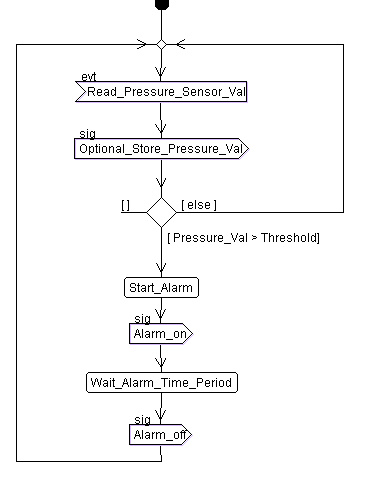 evt
Read_Pressure_Sensor_Val
sig
Optional_Store_Pressure_Val
[ ] [ else ]
[ Pressure_Val > Threshold]
Start_Alarm
sig
Alarm_on
Wait_Alarm_Time_Period
sig
Alarm_off